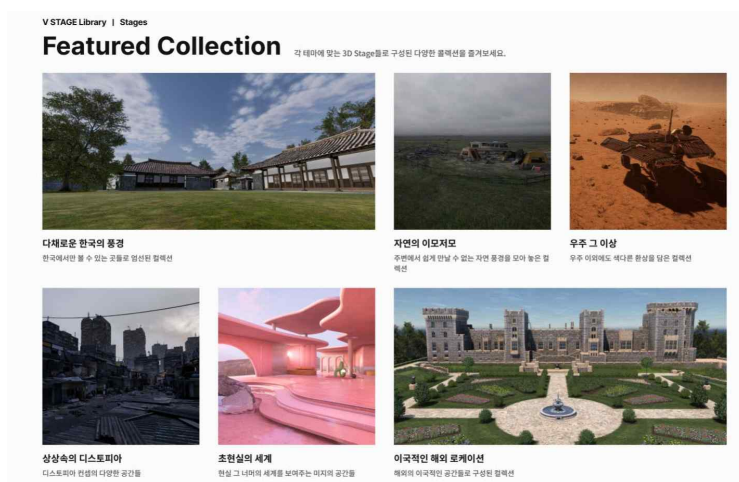 V STAGE Library | Stages
Featured Collection 각 테마에 맞는 3D Stage들로 구성된 다양한 콜렉션을 즐겨보세요.
다채로운 한국의 풍경
한국에서만 볼 수 있는 곳들로 엄선된 컬렉션
자연의 이모저모
주변에서 쉽게 만날 수 없는 자연 풍경을 모아 놓은 컬
렉션
우주 그 이상
우주 이외에도 색다른 환상을 담은 컬렉션
상상속의 디스토피아
디스토피아 컨셉의 다양한 공간들
초현실의 세계
현실 그 너머의 세계를 보여주는 미지의 공간들
이국적인 해외 로케이션
해외의 이국적인 공간들로 구성된 컬렉션